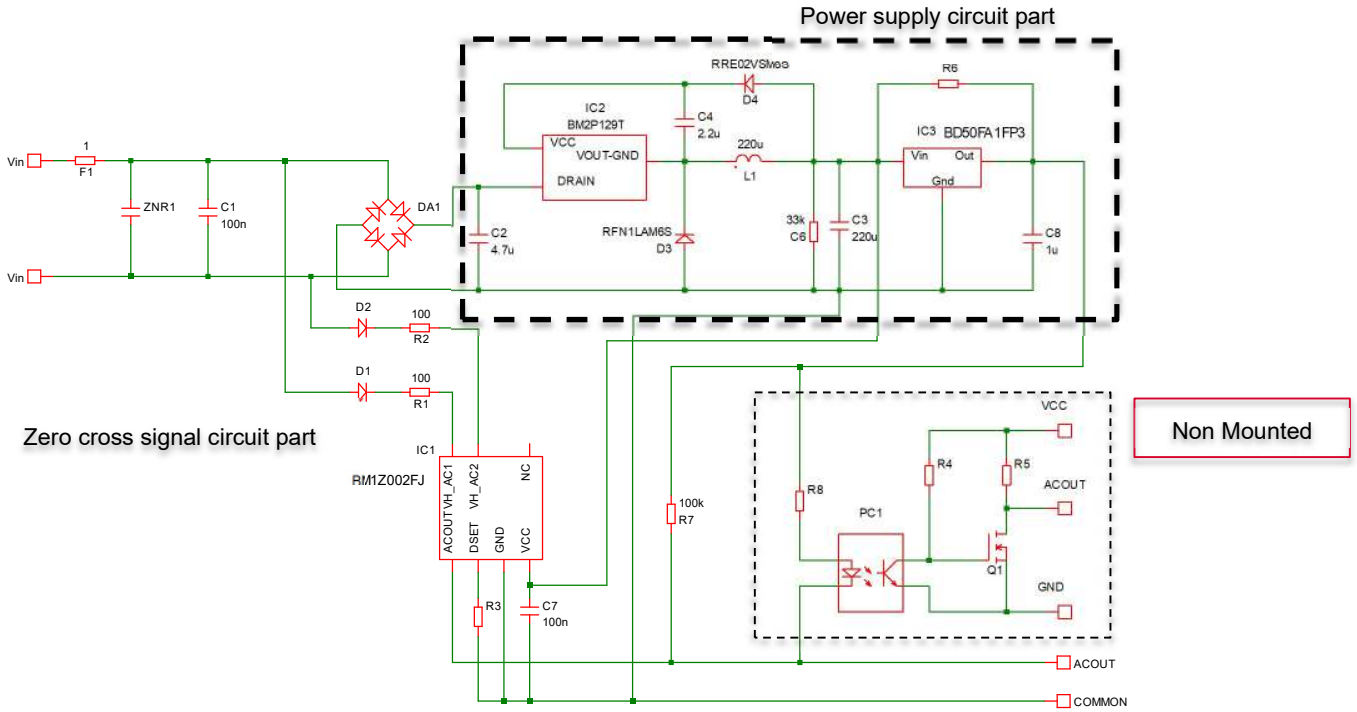 Power supply circuit part
RRE02VSM6S
D4
R6
IC2
BM2P129T
C4
2.2u
IC3
BD50FA1FP3
VCC
VOUT-GND
DRAIN
220u
L1
Vin
Out
Gnd
Vin
1
F1
ZNR1
C1
100n
DA1
C2
4.7u
RFN1LAM6S
D3
33k
C6
C3
220u
C8
1u
Vin
D2
100
R2
D1
100
R1
Zero cross signal circuit part
IC1
RM1Z002FJ
VH_AC1
VH_AC2
NC
ACOUT
DSET
GND
VCC
R3
C7
100n
100k
R7
R8
PC1
R4
R5
Q1
VCC
ACOUT
GND
Non Mounted
ACOUT
COMMON